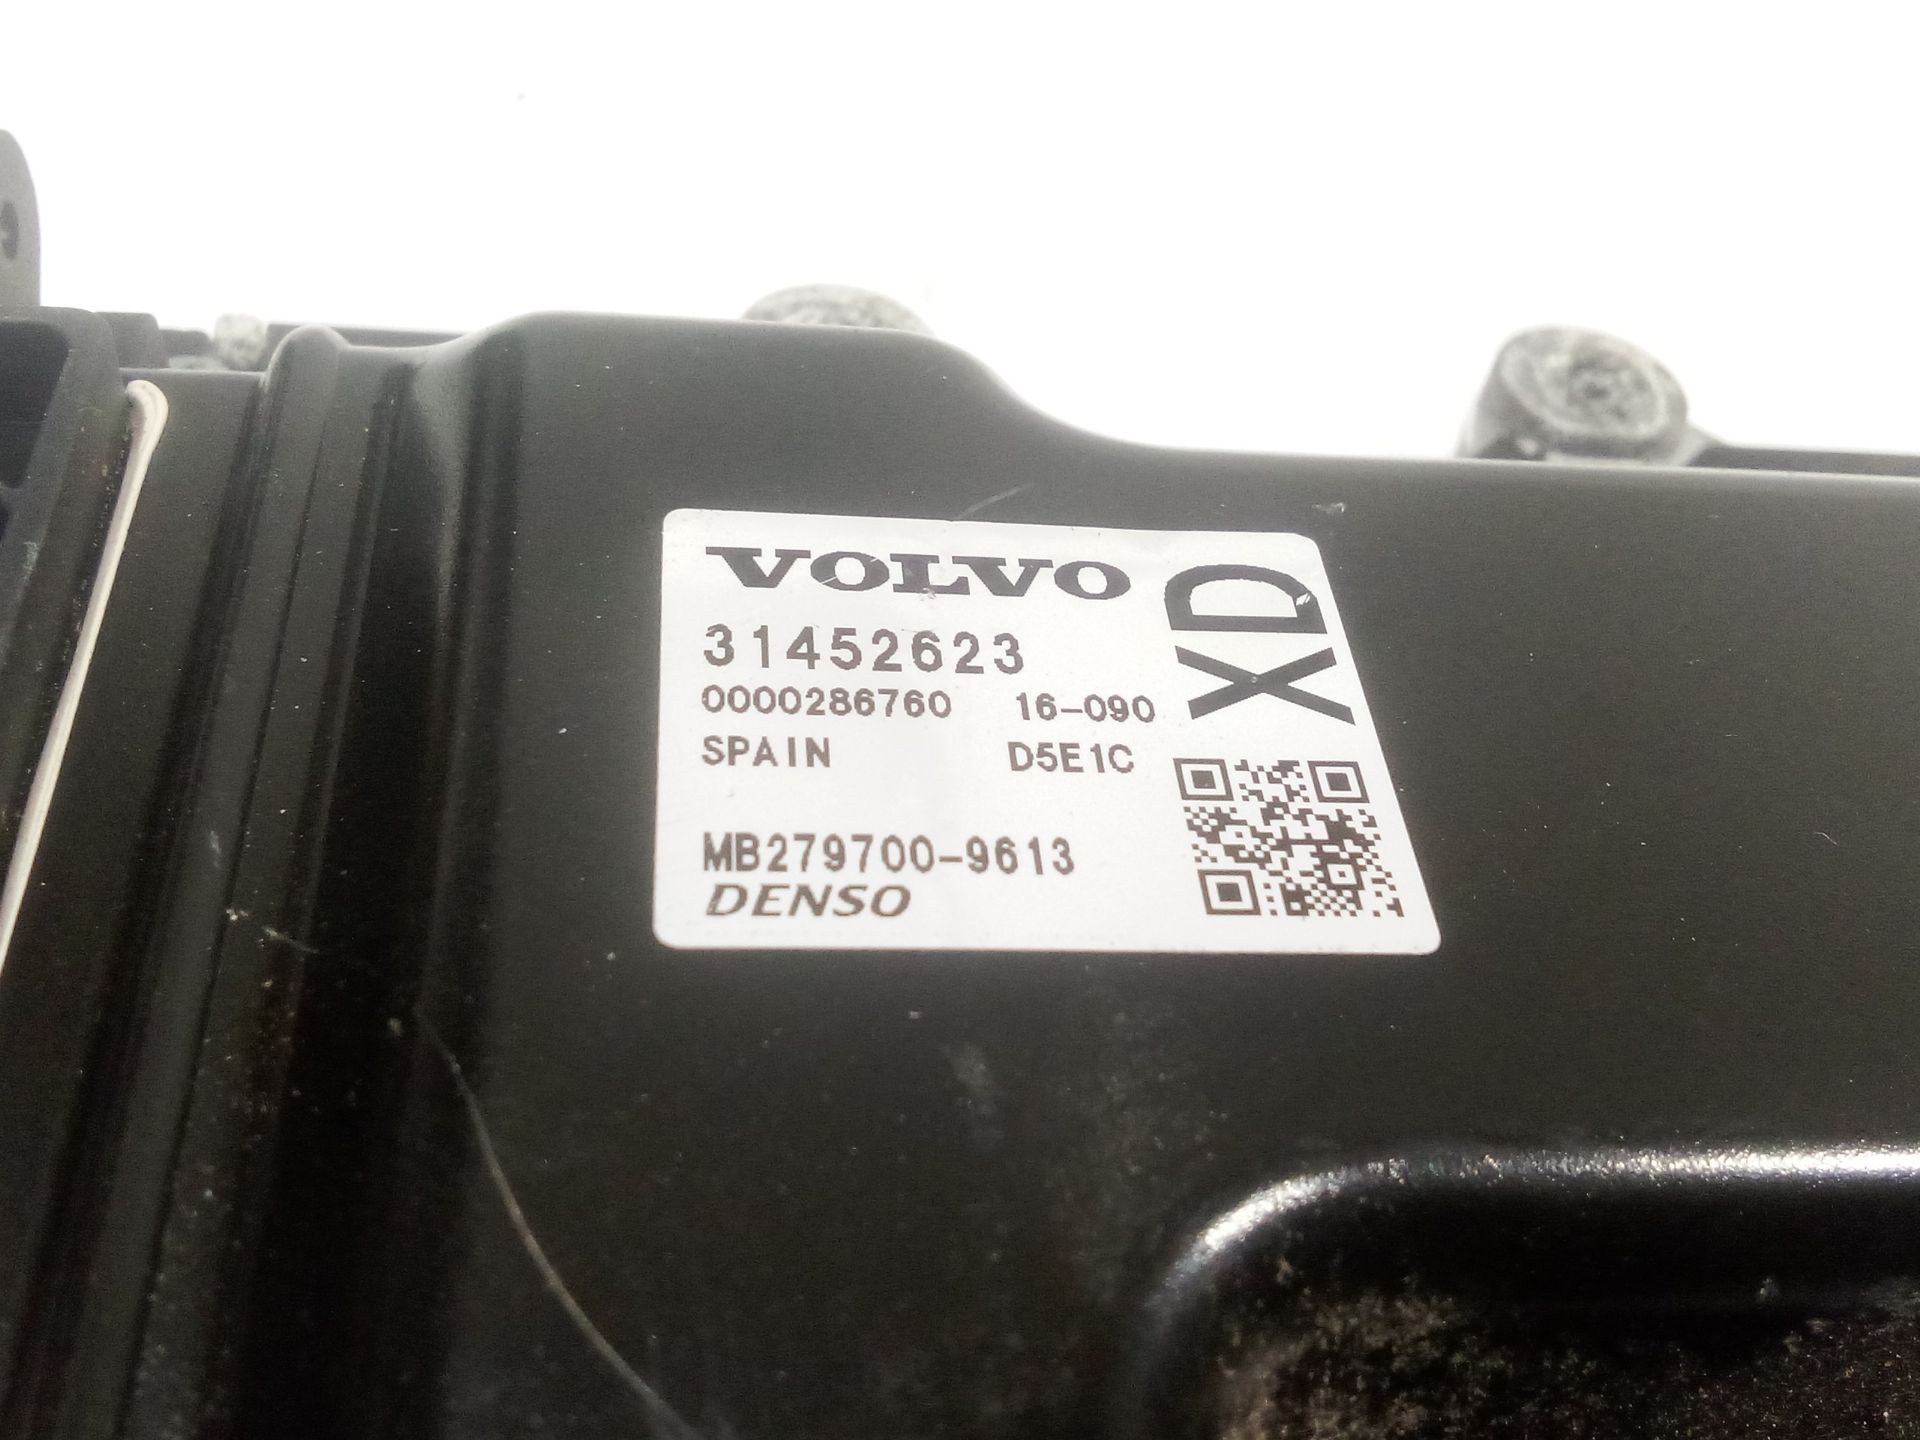 VOLVO
31452623
0000286760 16-090
SPAIN D5E1C
MB279700-9613
DENSO
XD